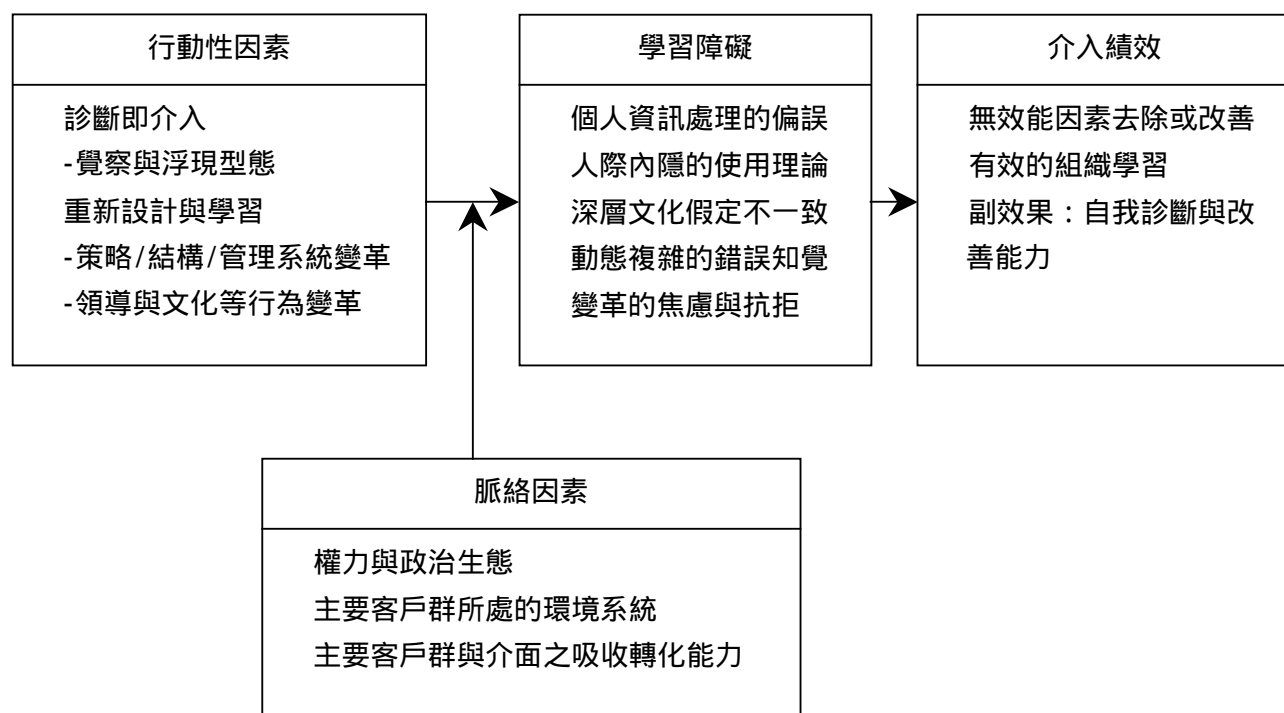 行動性因素
診斷即介入
-覺察與浮現型態
重新設計與學習
-策略/結構/管理系統變革
-領導與文化等行為變革
學習障礙
個人資訊處理的偏誤
人際內隱的使用理論
深層文化假定不一致
動態複雜的錯誤知覺
變革的焦慮與抗拒
介入績效
無效能因素去除或改善
有效的組織學習
副效果：自我診斷與改
善能力
脈絡因素
權力與政治生態
主要客戶群所處的環境系統
主要客戶群與介面之吸收轉化能力